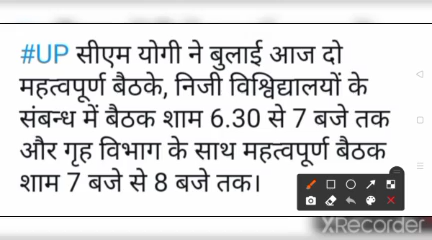 #UP सीएम योगी ने बुलाई आज दो
महत्वपूर्ण बैठके, निजी विश्विद्यालयों के
संबन्ध में बैठक शाम 6.30 से 7 बजे तक
और गृह विभाग के साथ महत्वपूर्ण बैठक
शाम 7 बजे से 8 बजे तक।
XRecorder